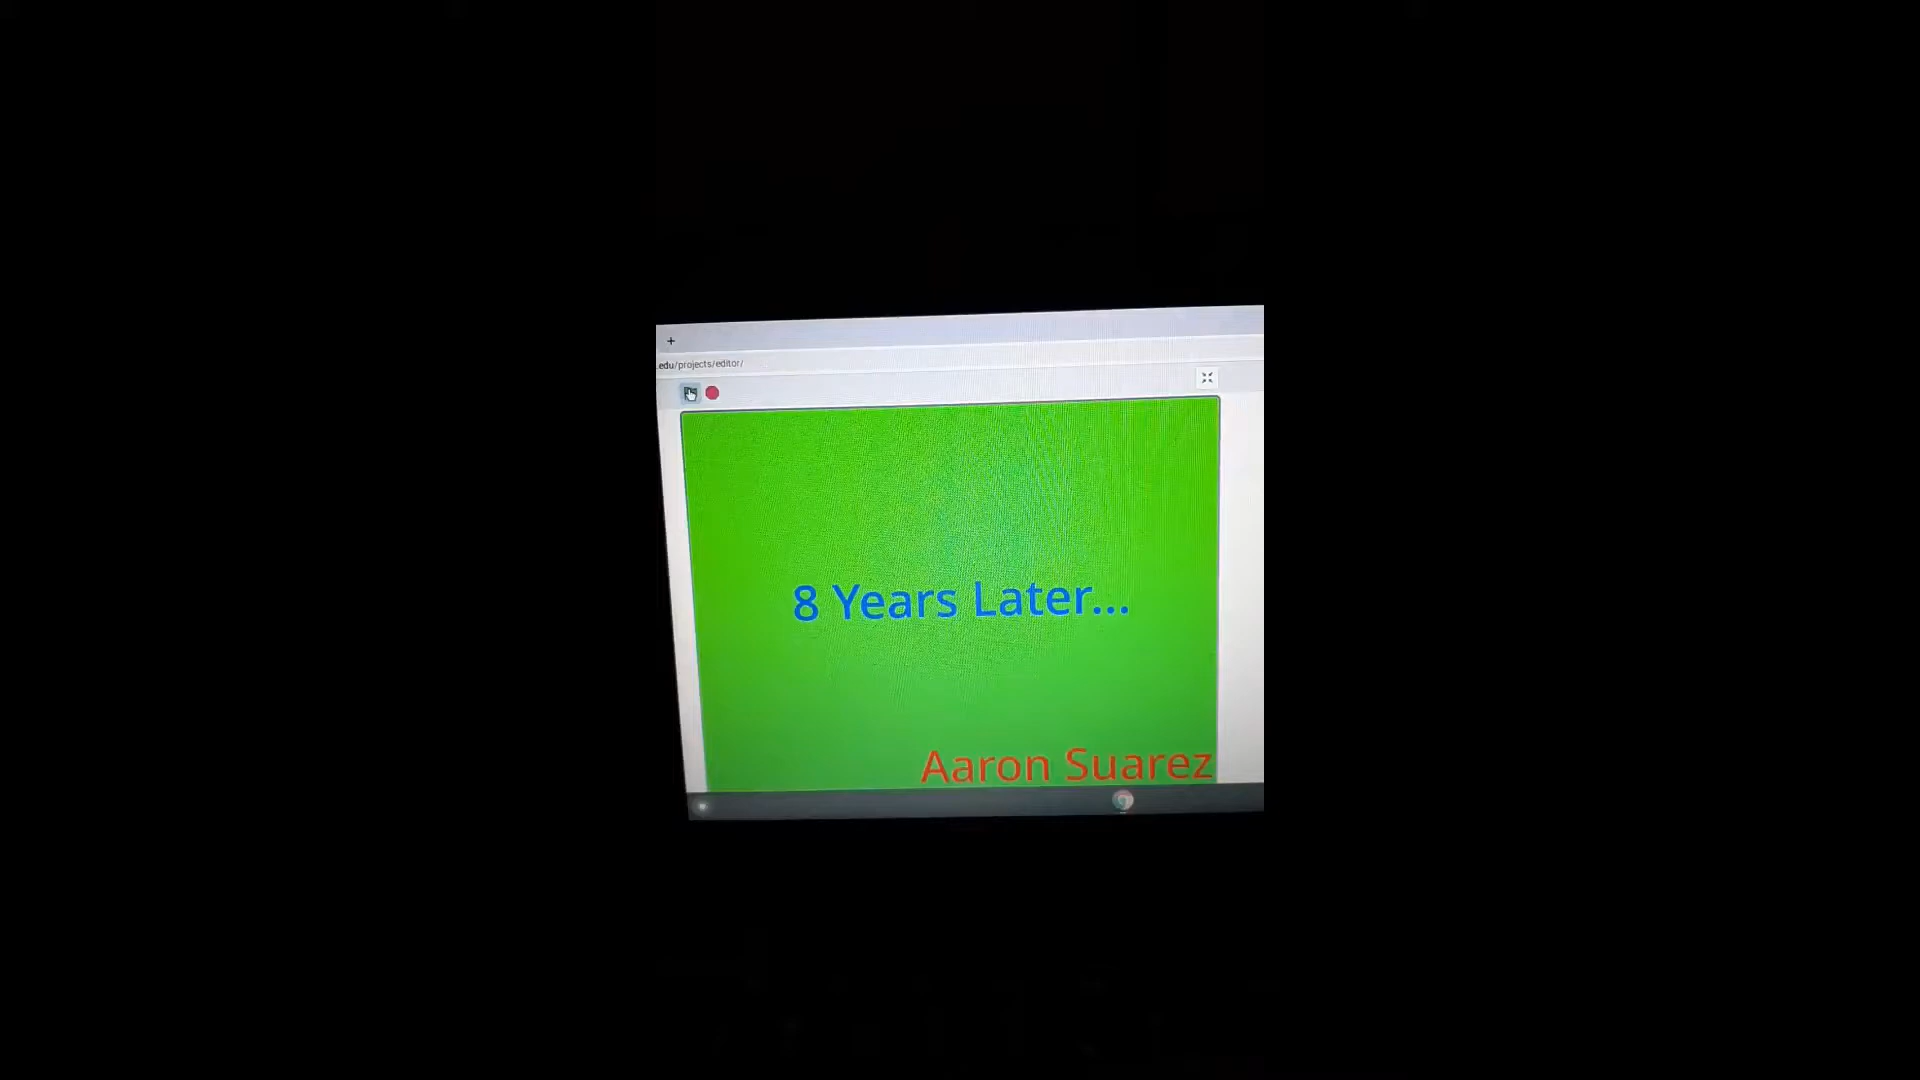 +
.edu/projects/editor/
8 Years Later...
Aaron Suarez